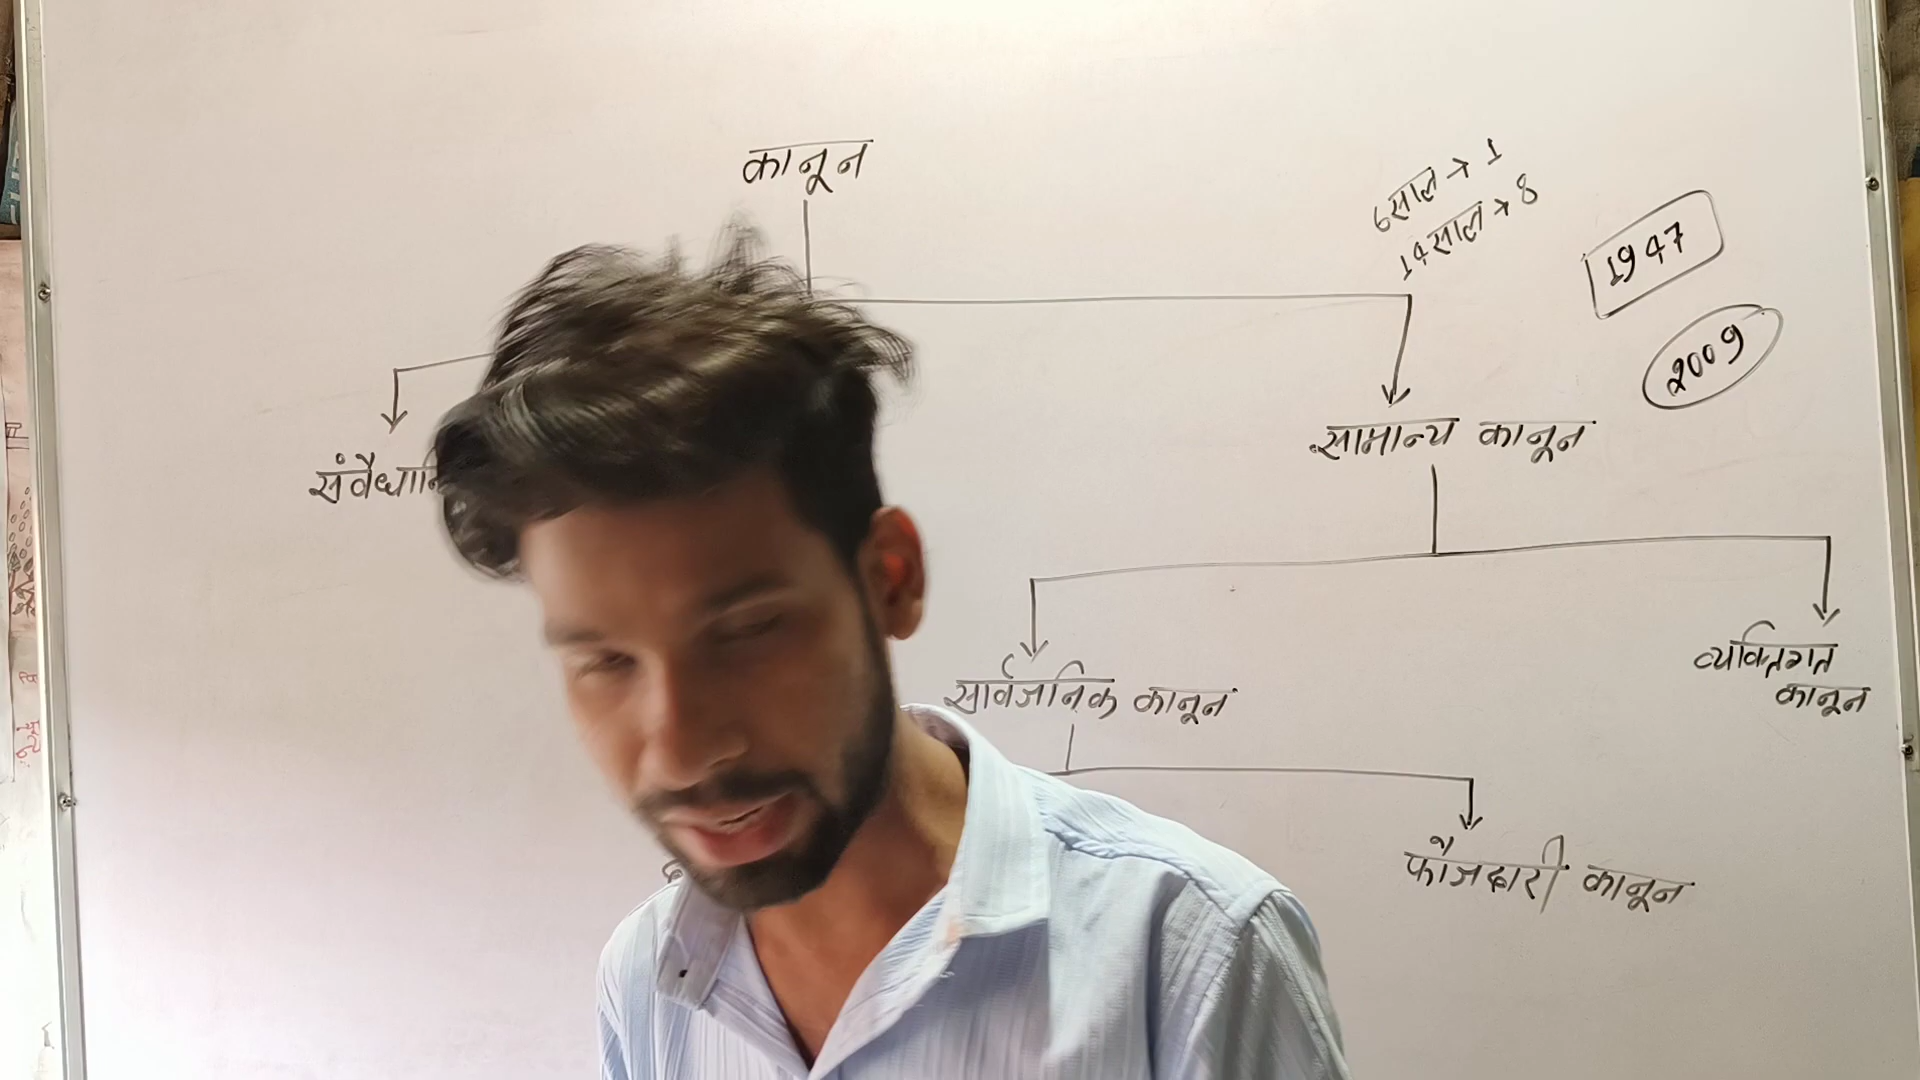 कानून
6साल → 1
14साल → 8
1947
2009
सामान्य कानून
सार्वजनिक कानून
व्यक्तिगत
कानून
फौजदारी कानून